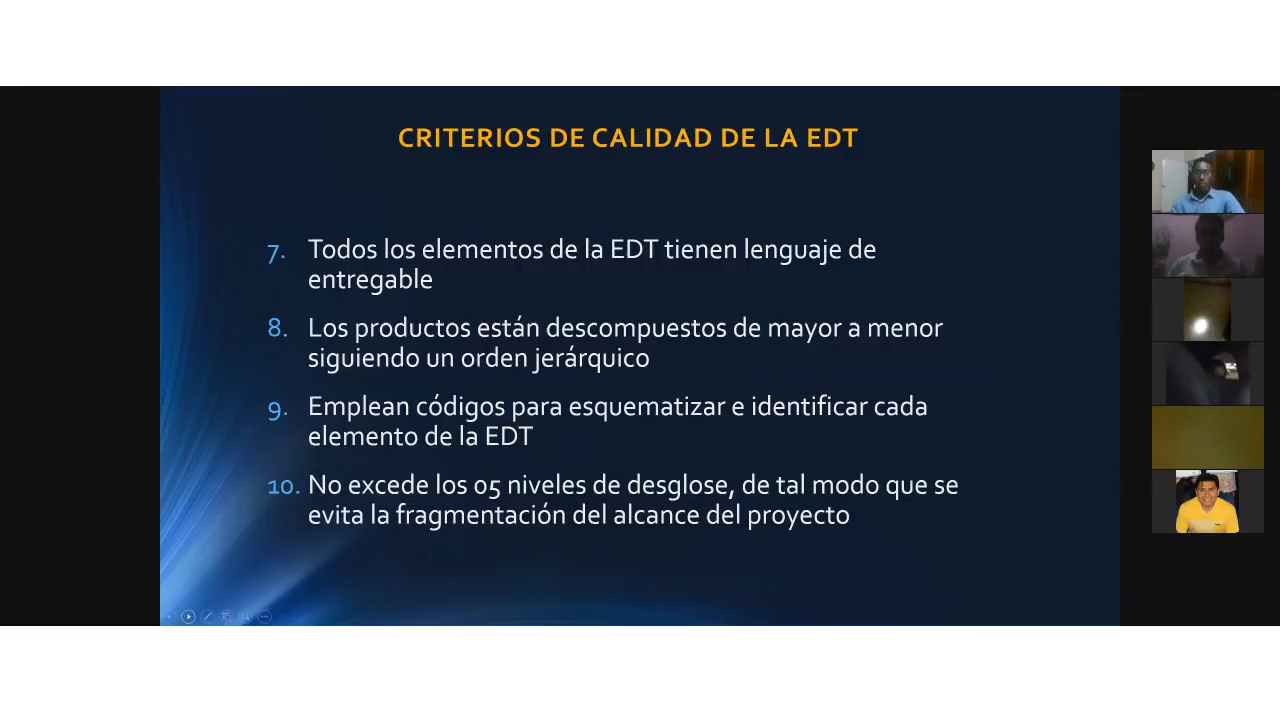 CRITERIOS DE CALIDAD DE LA EDT
7. Todos los elementos de la EDT tienen lenguaje de
entregable
8. Los productos están descompuestos de mayor a menor
siguiendo un orden jerárquico
9. Emplean códigos para esquematizar e identificar cada
elemento de la EDT
10. No excede los 05 niveles de desglose, de tal modo que se
evita la fragmentación del alcance del proyecto